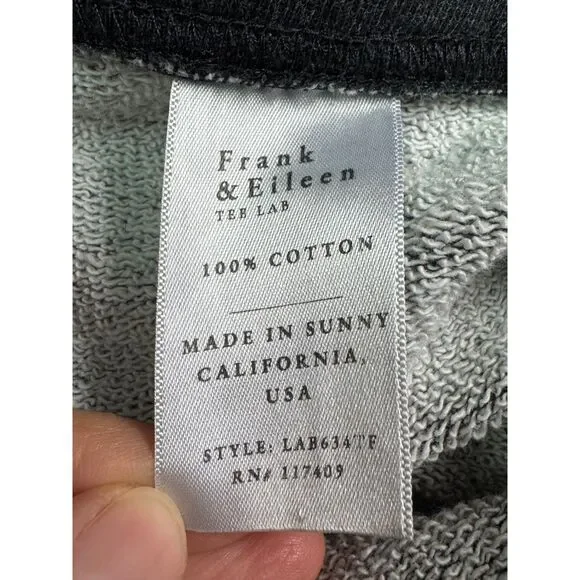 Frank
& Eileen
TEE LAB
100% COTTON
MADE IN SUNNY
CALIFORNIA,
USA
STYLE: LAB634TF
RN# 117409